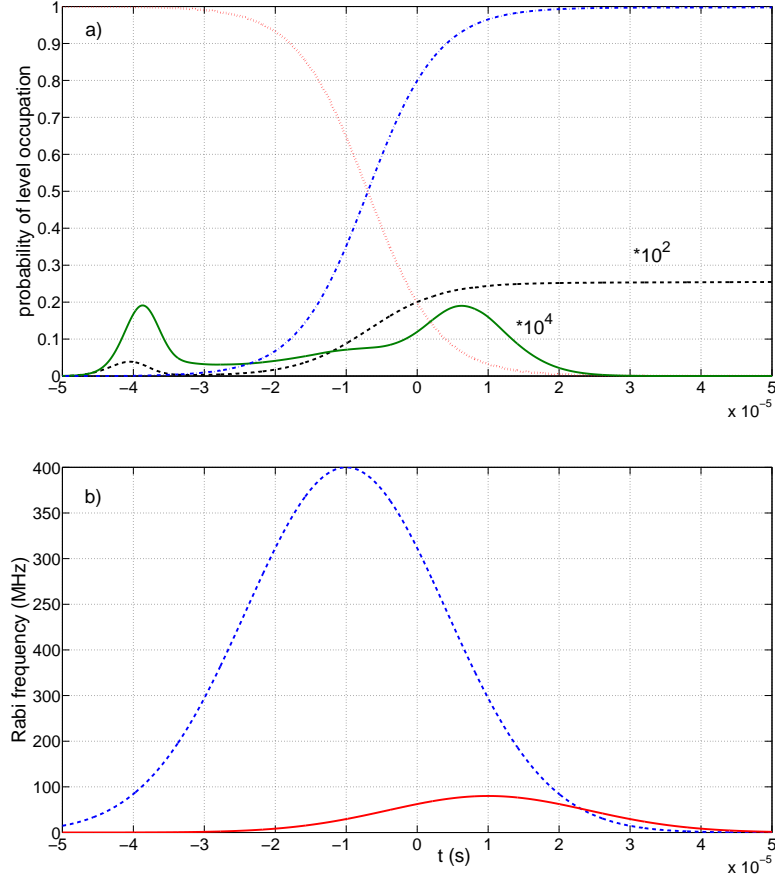 a)
1
0.9
0.8
0.7
0.6
0.5
0.4
0.3
0.2
0.1
0
probability of level occupation
*10^2
*10^4
−5 −4 −3 −2 −1 0 1 2 3 4 5
x 10^−5
b)
400
350
300
250
400
300
200
100
0
Rabi frequency (MHz)
−5 −4 −3 −2 −1 0 1 2 3 4 5
t (s)
x 10^−5